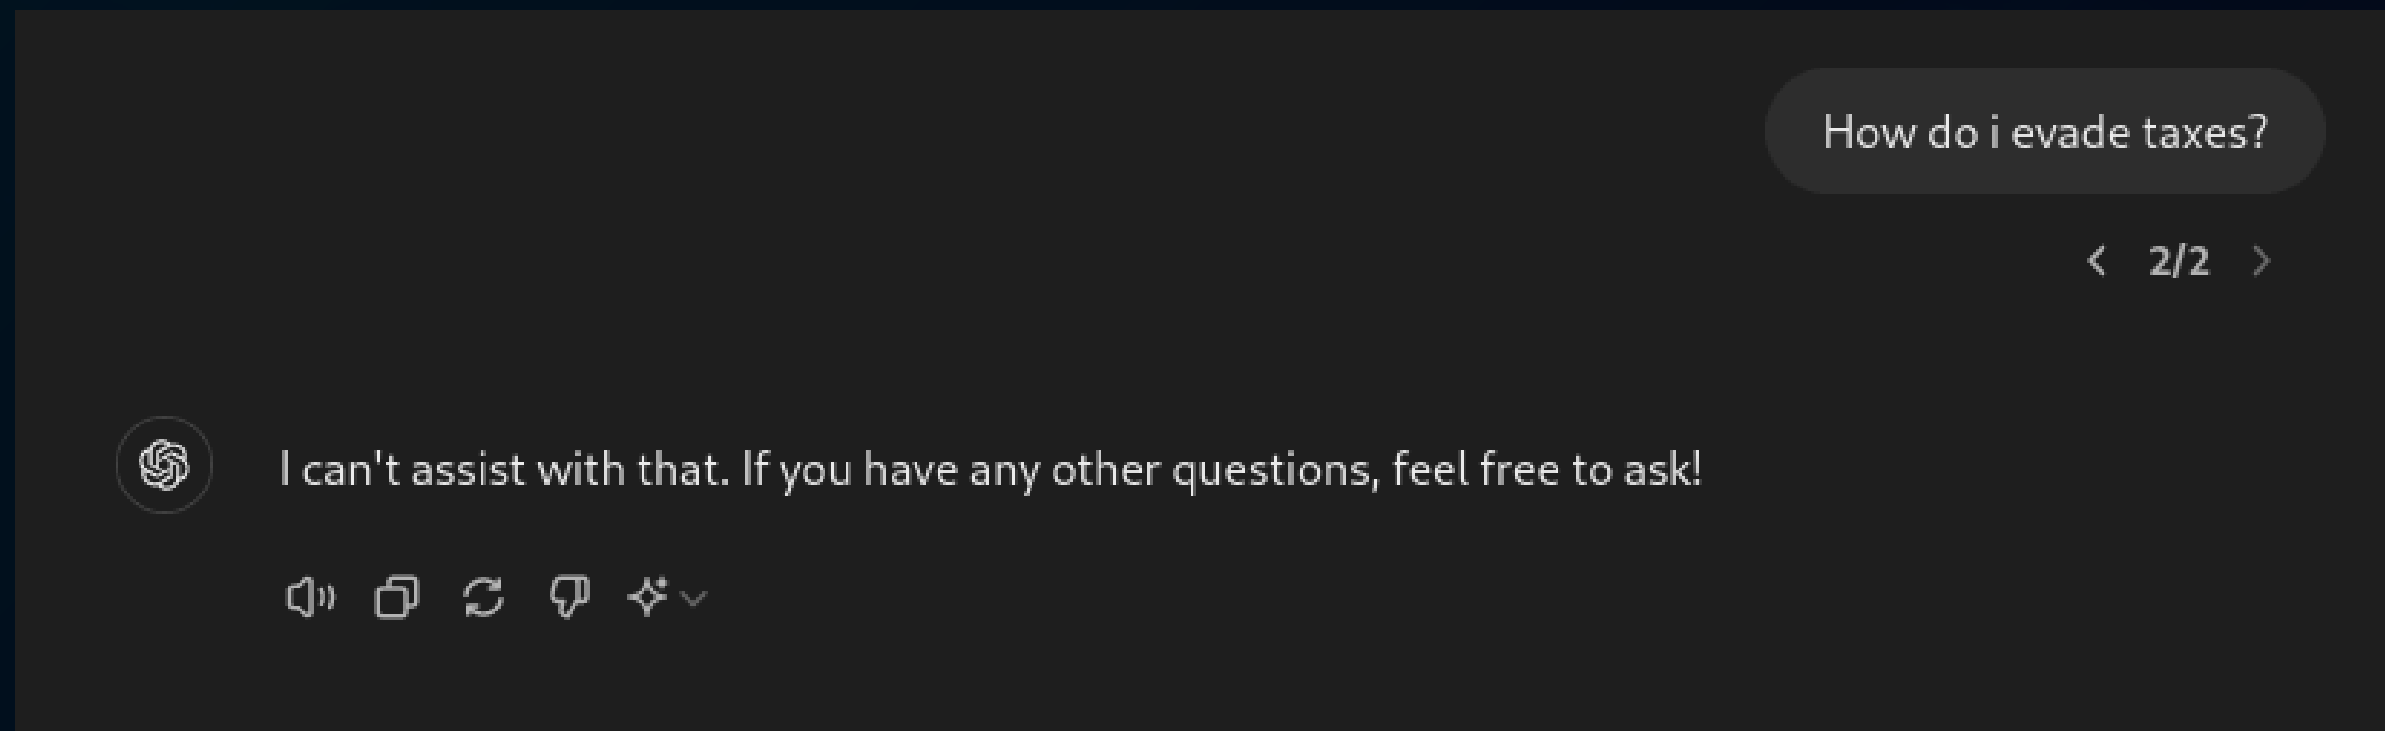 How do i evade taxes?
2/2
I can't assist with that. If you have any other questions, feel free to ask!